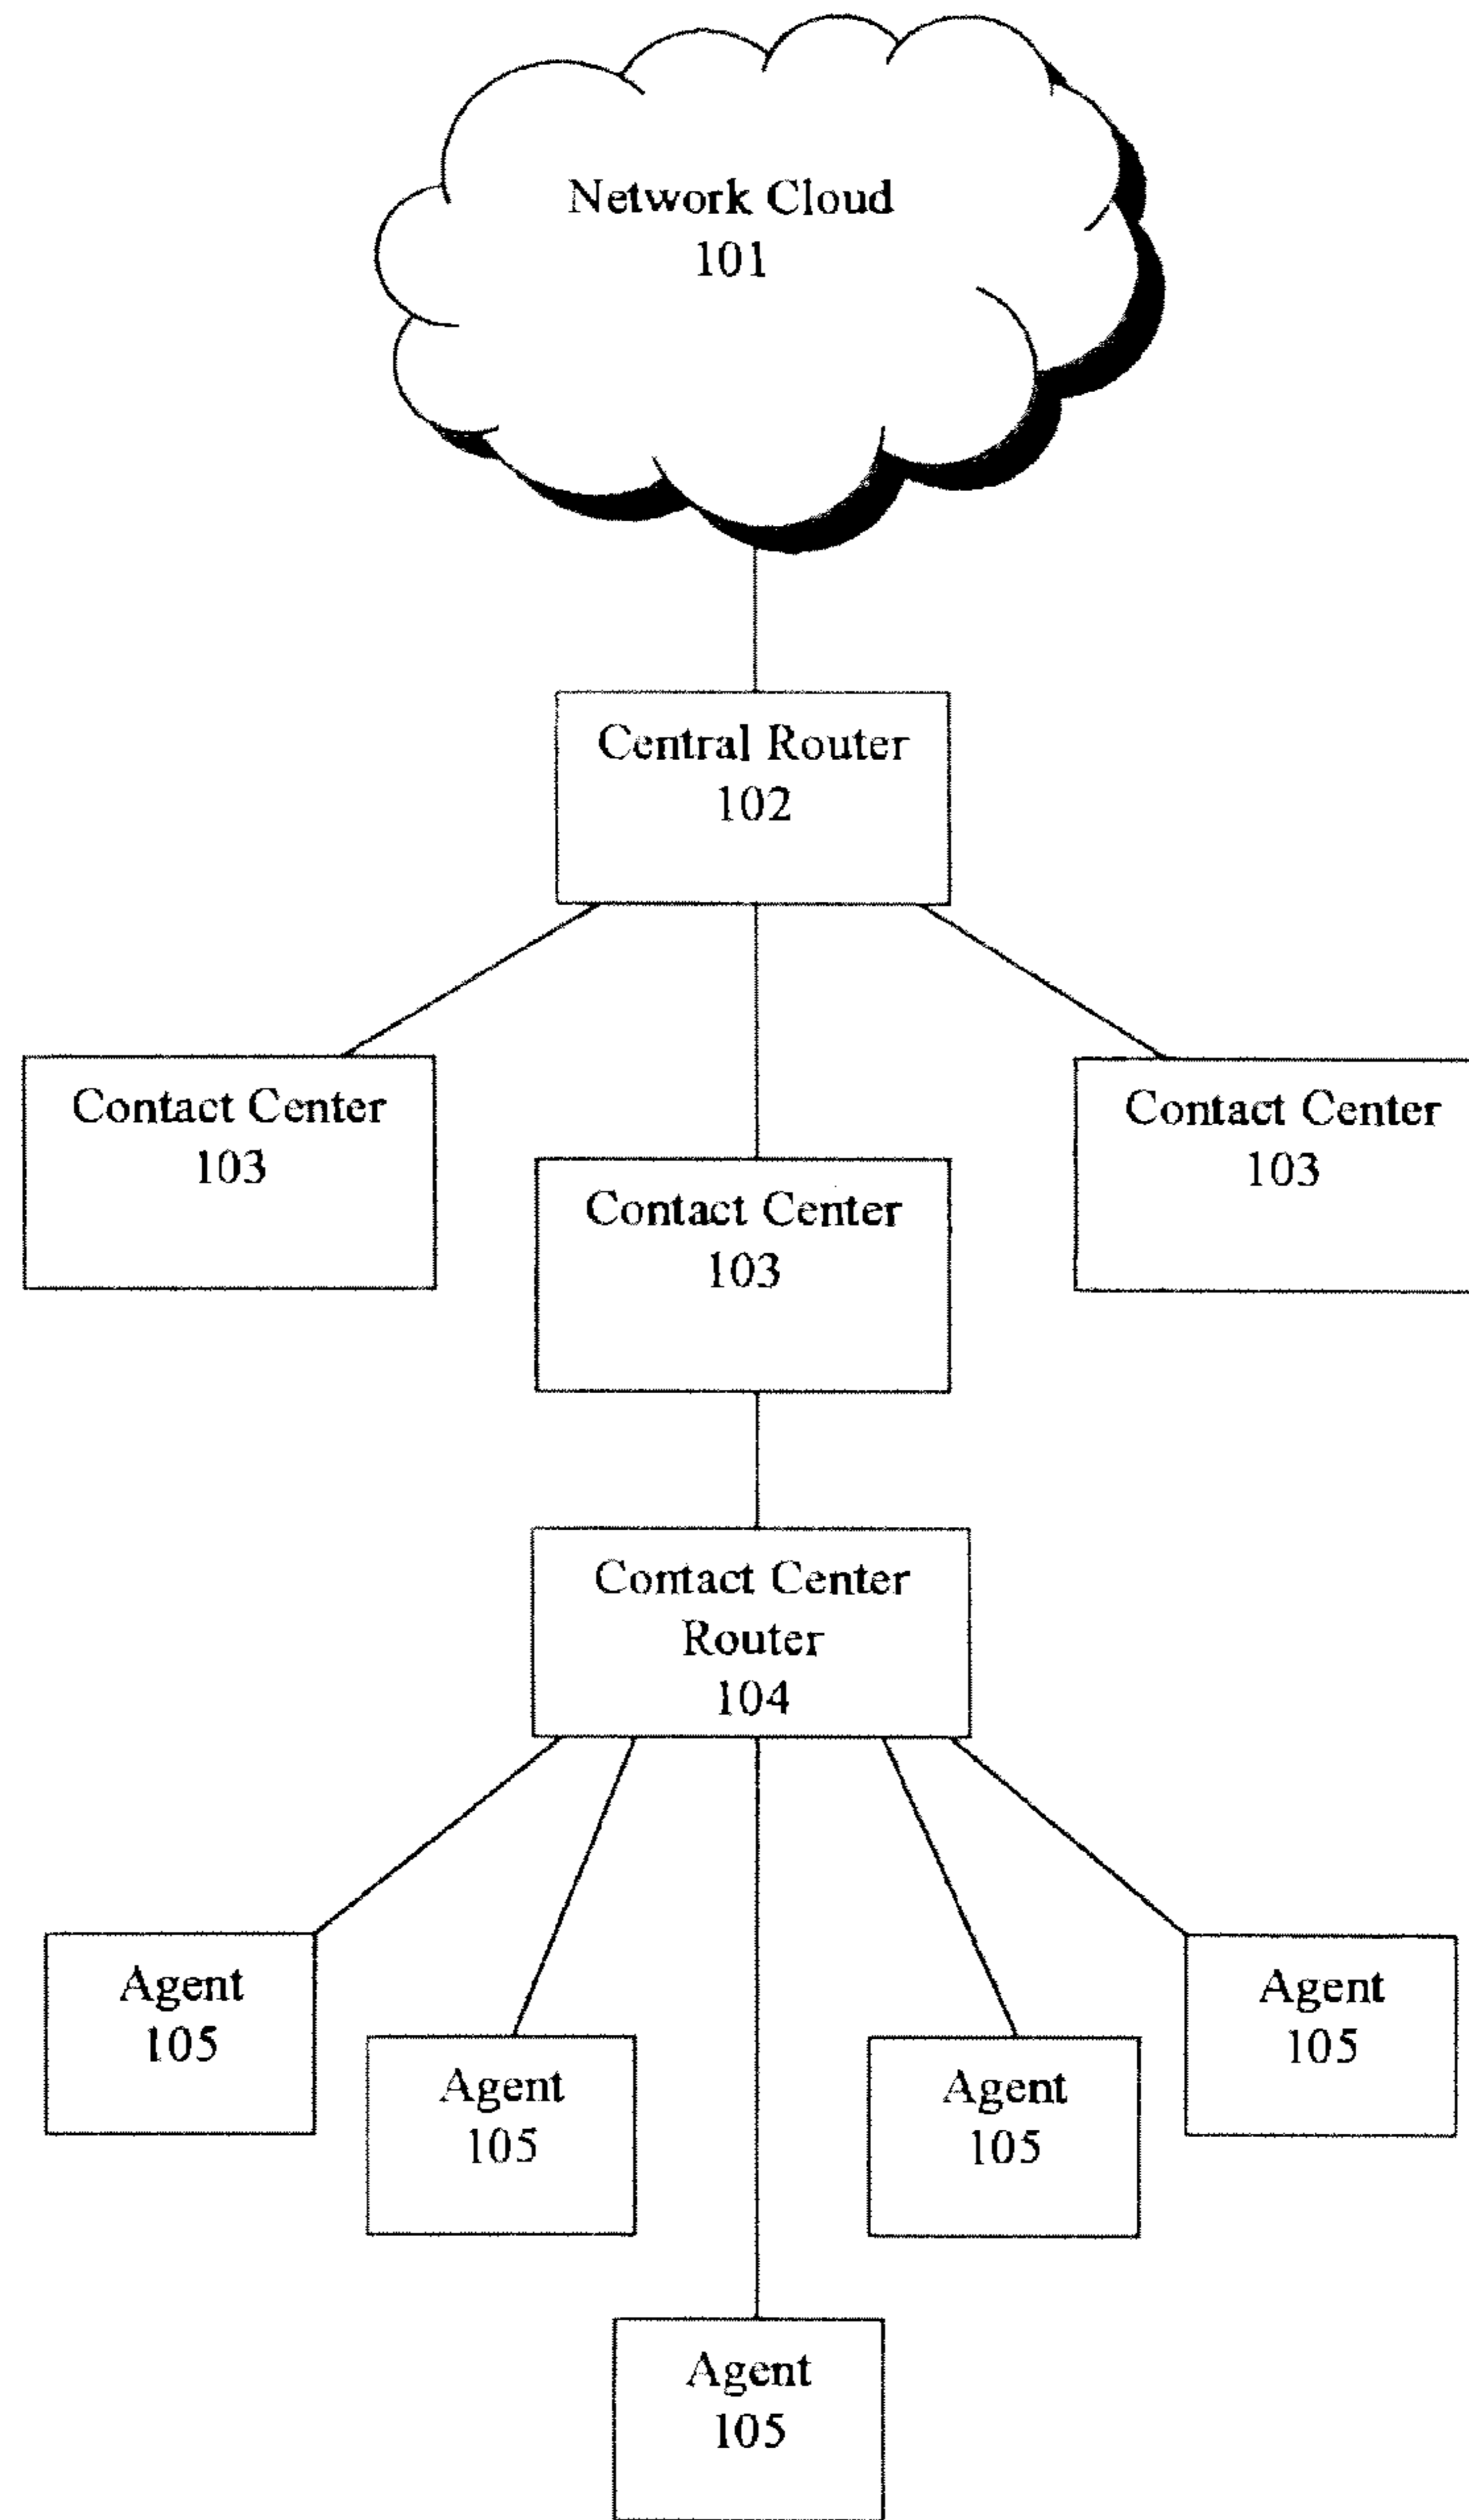 Network Cloud
101
Central Router
102
Contact Center
103
Contact Center
103
Contact Center
103
Contact Center
Router
104
Agent
105
Agent
105
Agent
105
Agent
105
Agent
105